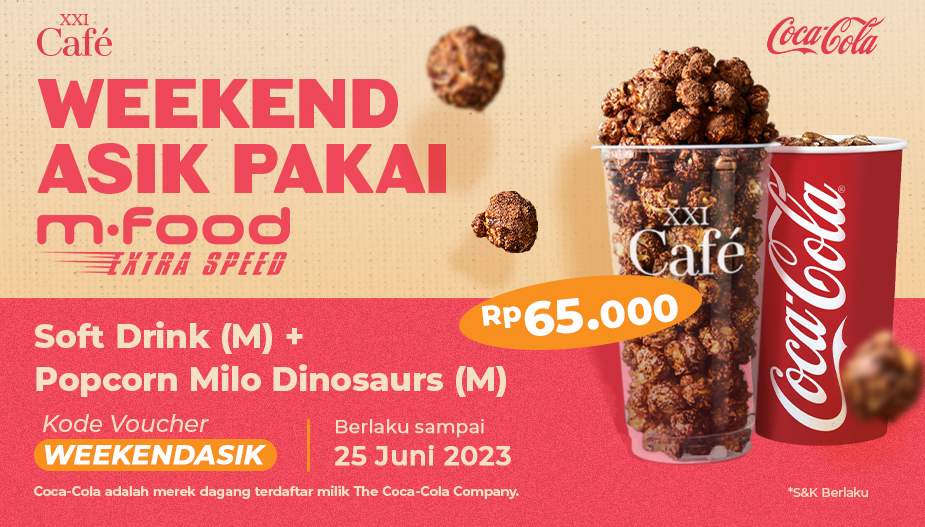 XXI
Café
Coca-Cola
WEEKEND
ASIK PAKAI
m•food
EXTRA SPEED
XXI
Café
Coca-Cola®
RP65.000
Soft Drink (M) +
Popcorn Milo Dinosaurs (M)
Kode Voucher
WEEKENDASIK
Berlaku sampai
25 Juni 2023
Coca-Cola adalah merek dagang terdaftar milik The Coca-Cola Company.
*S&K Berlaku